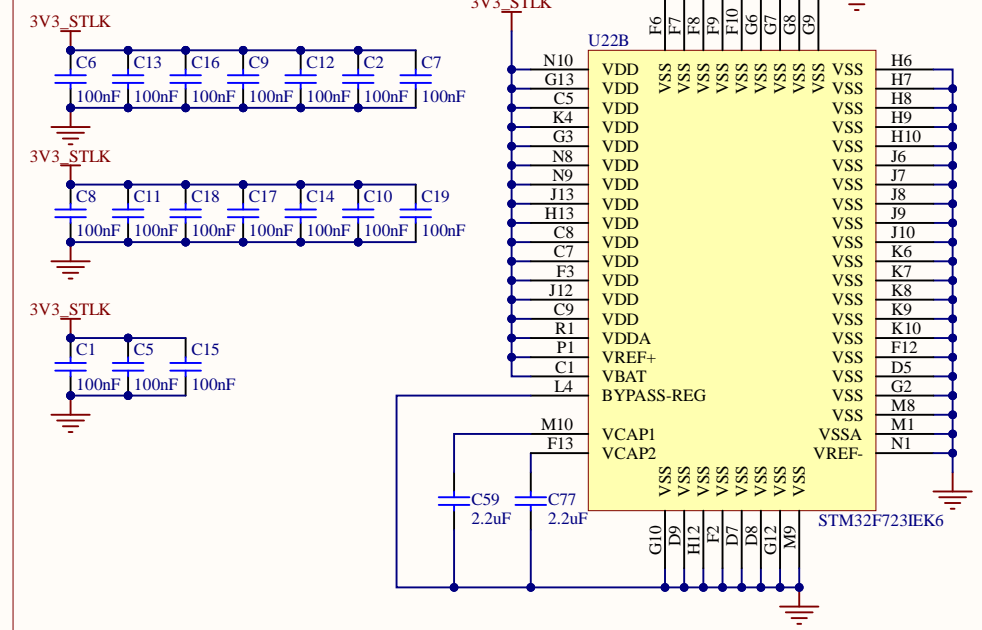 3V3_STLK
C6 C13 C16 C9 C12 C2 C7
100nF 100nF 100nF 100nF 100nF 100nF 100nF
3V3_STLK
C8 C11 C18 C17 C14 C10 C19
100nF 100nF 100nF 100nF 100nF 100nF 100nF
3V3_STLK
C1 C5 C15
100nF 100nF 100nF
3V3_STLK
F6 F7 F8 F9 F10 G6 G7 G8 G9
U22B
VSS VSS VSS VSS VSS VSS VSS VSS VSS
N10 VDD VSS H6
G13 VDD VSS H7
C5 VDD VSS H8
K4 VDD VSS H9
G3 VDD VSS H10
N8 VDD VSS J6
N9 VDD VSS J7
J13 VDD VSS J8
H13 VDD VSS J9
C8 VDD VSS J10
C7 VDD VSS K6
F3 VDD VSS K7
J12 VDD VSS K8
C9 VDD VSS K9
R1 VDDA VSS K10
P1 VREF+ VSS F12
C1 VBAT VSS D5
L4 BYPASS-REG VSS G2
VSS M8
M10 VCAP1 VSSA M1
F13 VCAP2 VREF- N1
VSS VSS VSS VSS VSS VSS VSS VSS
C59 C77
2.2uF 2.2uF
STM32F723IEK6
G10 D9 H12 F2 D7 D8 G12 M9